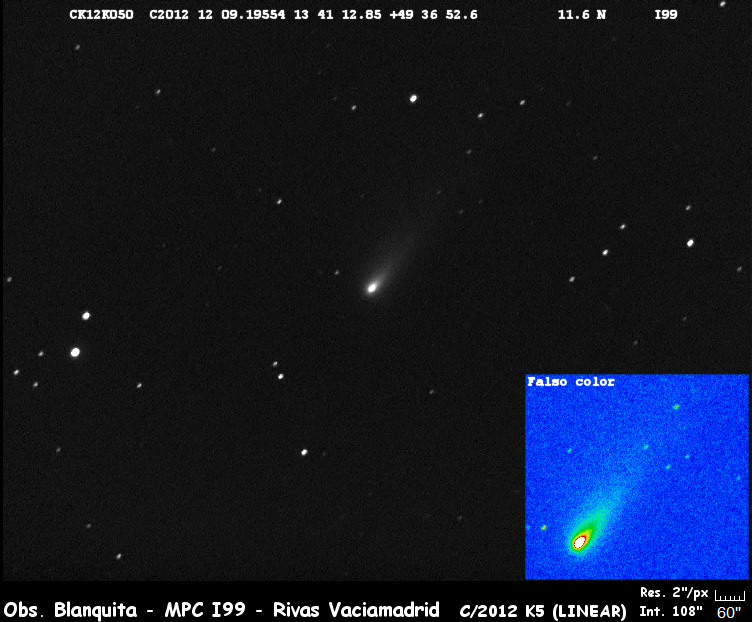 CK12K050 C2012 12 09.19554 13 41 12.85 +49 36 52.6 11.6 N I99
Falso color
Res. 2"/px
Obs. Blanquita - MPC I99 - Rivas Vaciamadrid C/2012 K5 (LINEAR) Int. 108" 60"